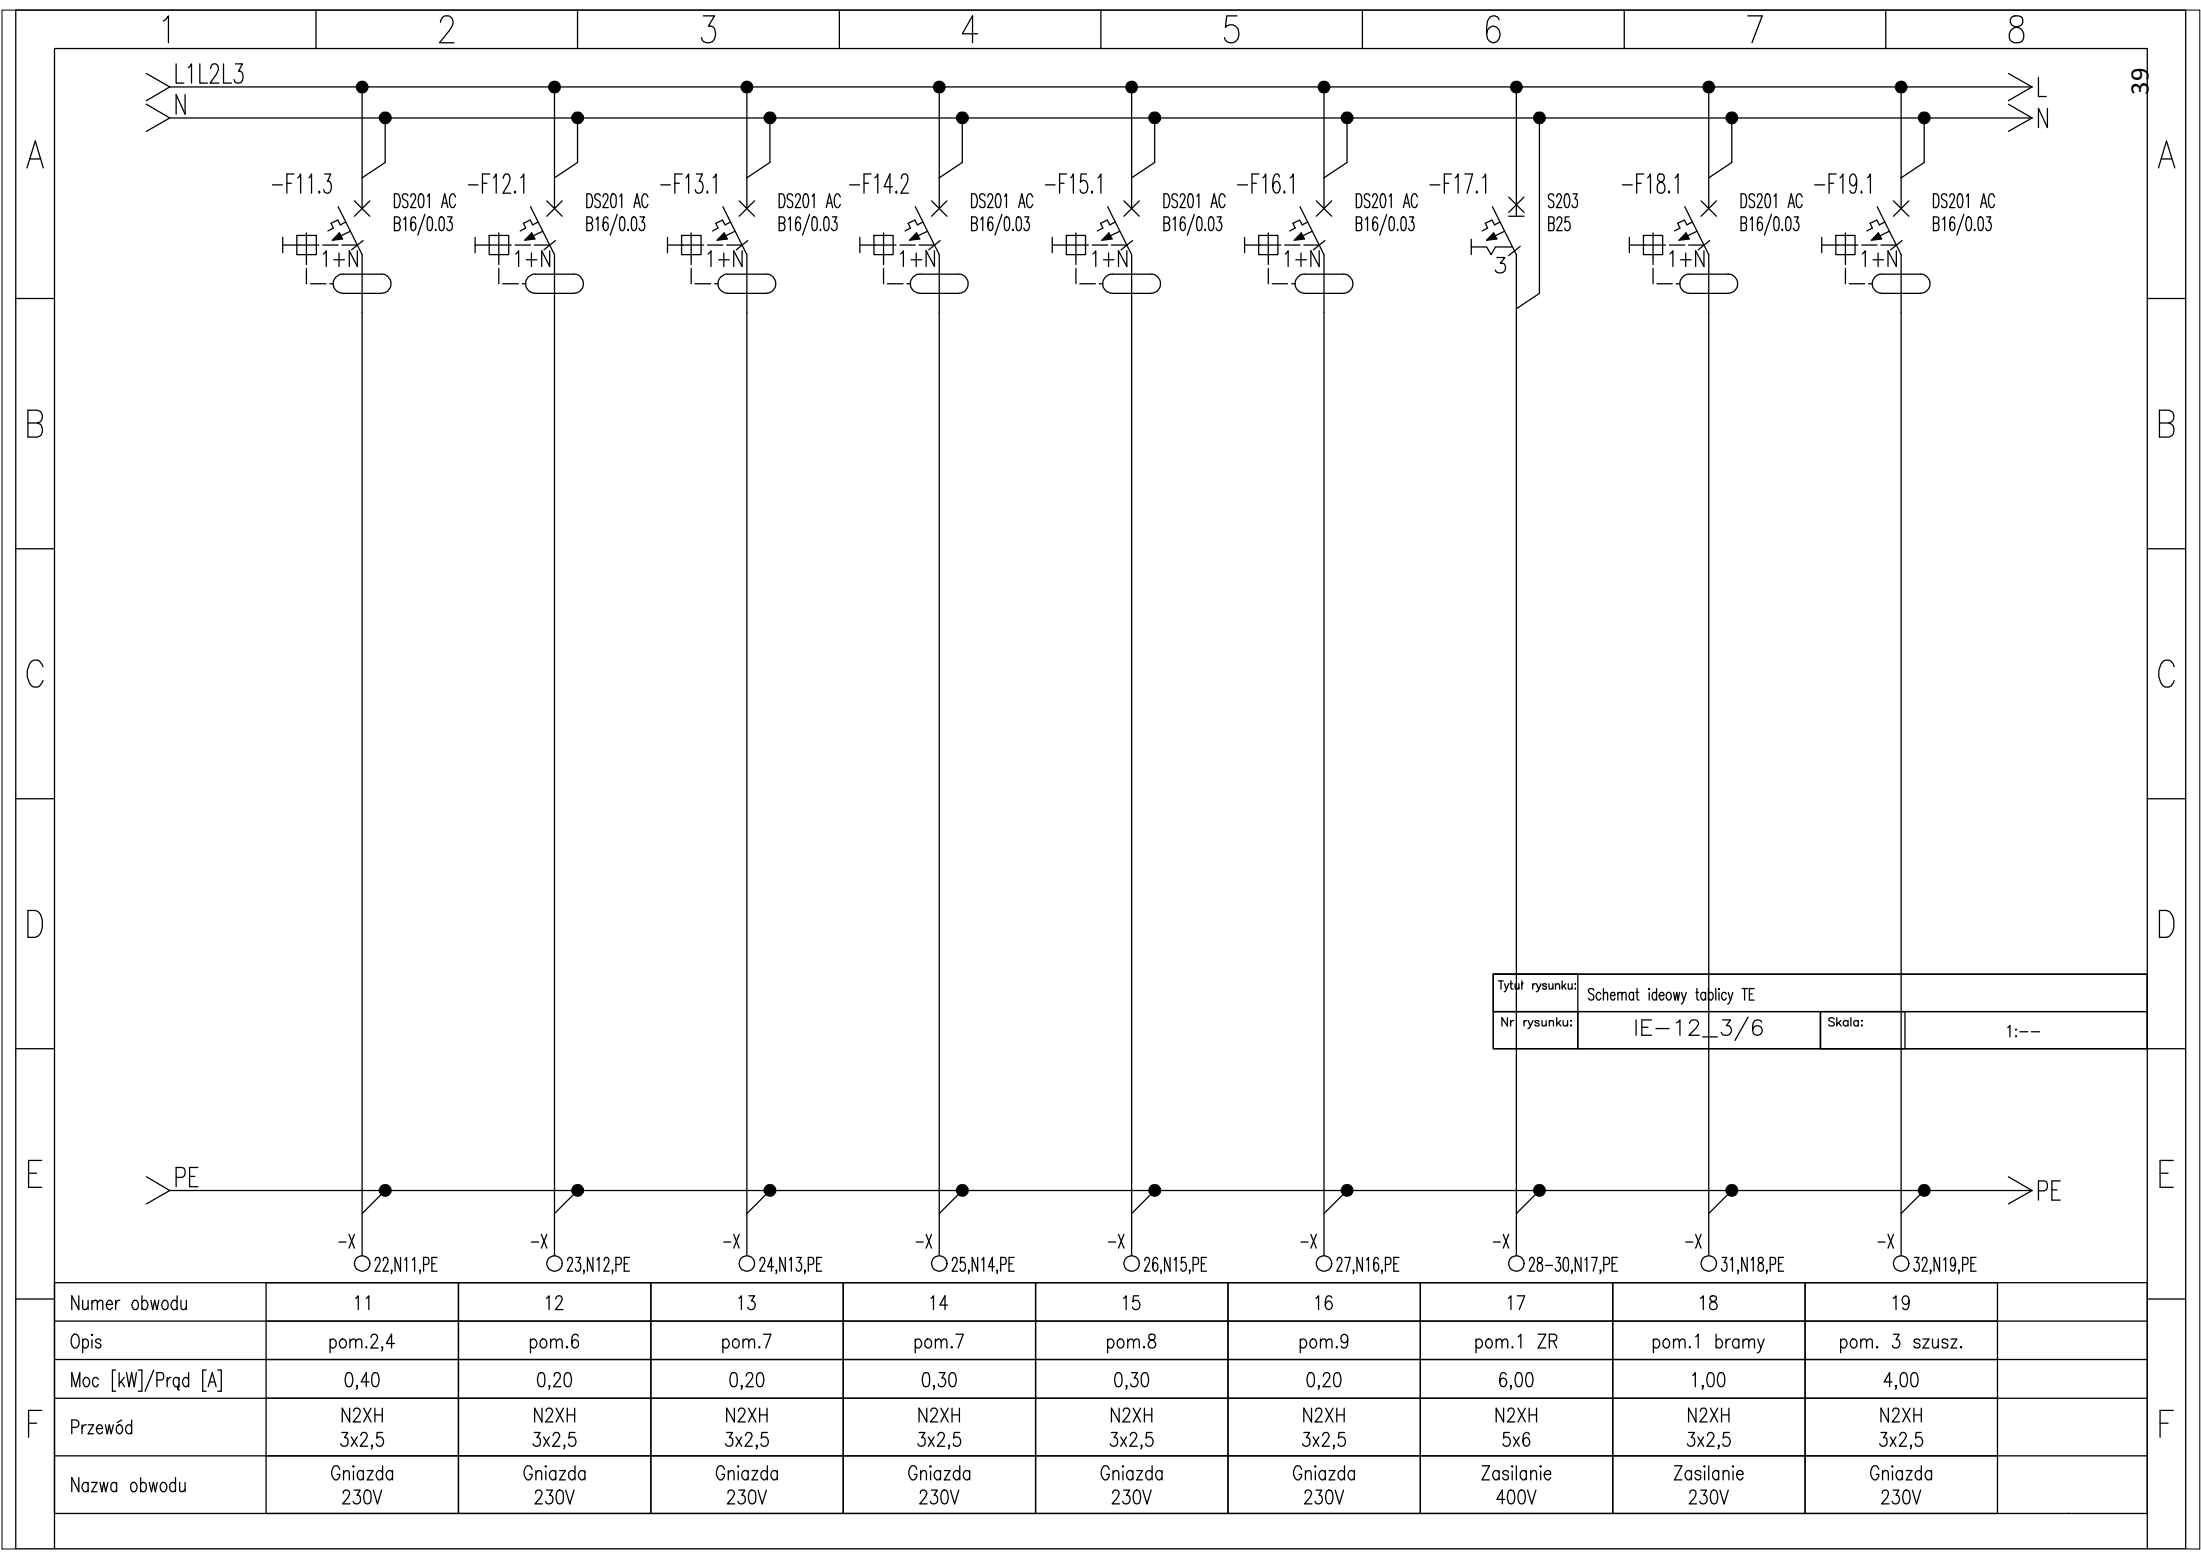 1 2 3 4 5 6 7 8
39
L1L2L3
L
N
N
A
A
-F11.3
DS201 AC
B16/0.03
1+N
-F12.1
DS201 AC
B16/0.03
1+N
-F13.1
DS201 AC
B16/0.03
1+N
-F14.2
DS201 AC
B16/0.03
1+N
-F15.1
DS201 AC
B16/0.03
1+N
-F16.1
DS201 AC
B16/0.03
1+N
-F17.1
S203
B25
3
-F18.1
DS201 AC
B16/0.03
1+N
-F19.1
DS201 AC
B16/0.03
1+N
B
B
C
C
D
D
Tytuł rysunku: Schemat ideowy tablicy TE
Nr rysunku: IE-12_3/6 Skala: 1:--
E
E
PE
PE
-X -X -X -X -X -X -X -X -X
22,N11,PE 23,N12,PE 24,N13,PE 25,N14,PE 26,N15,PE 27,N16,PE 28-30,N17,PE 31,N18,PE 32,N19,PE
Numer obwodu 11 12 13 14 15 16 17 18 19
Opis pom.2,4 pom.6 pom.7 pom.7 pom.8 pom.9 pom.1 ZR pom.1 bramy pom. 3 szusz.
Moc [kW]/Prąd [A] 0,40 0,20 0,20 0,30 0,30 0,20 6,00 1,00 4,00
F
F
Przewód
N2XH N2XH N2XH N2XH N2XH N2XH N2XH N2XH N2XH
3x2,5 3x2,5 3x2,5 3x2,5 3x2,5 3x2,5 5x6 3x2,5 3x2,5
Nazwa obwodu
Gniazda Gniazda Gniazda Gniazda Gniazda Gniazda Zasilanie Zasilanie Gniazda
230V 230V 230V 230V 230V 230V 400V 230V 230V